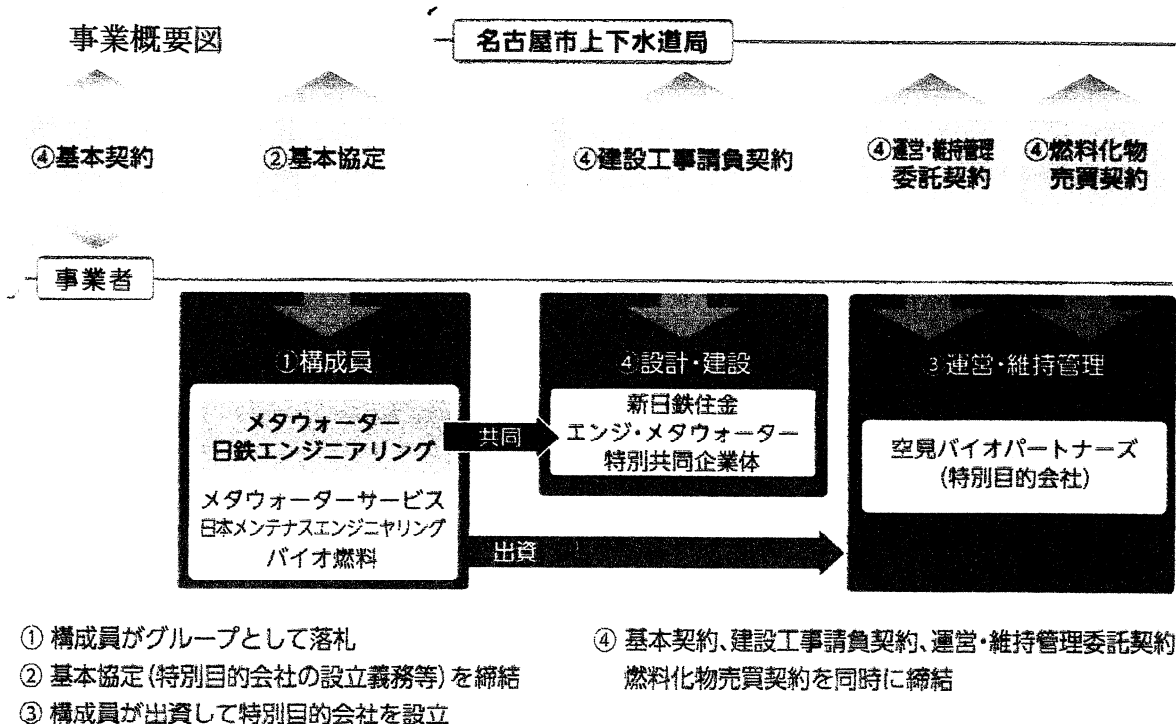 事業概要図
名古屋市上下水道局
④基本契約
②基本協定
④建設工事請負契約
④運営・維持管理
委託契約
④燃料化物
売買契約
事業者
①構成員
メタウォーター
日鉄エンジニアリング
メタウォーターサービス
日本メンテナスエンジニヤリング
バイオ燃料
共同
出資
④設計・建設
新日鉄住金
エンジ・メタウォーター
特別共同企業体
3運営・維持管理
空見バイオパートナーズ
(特別目的会社)
① 構成員がグループとして落札
② 基本協定(特別目的会社の設立義務等)を締結
③ 構成員が出資して特別目的会社を設立
④ 基本契約、建設工事請負契約、運営・維持管理委託契約
燃料化物売買契約を同時に締結